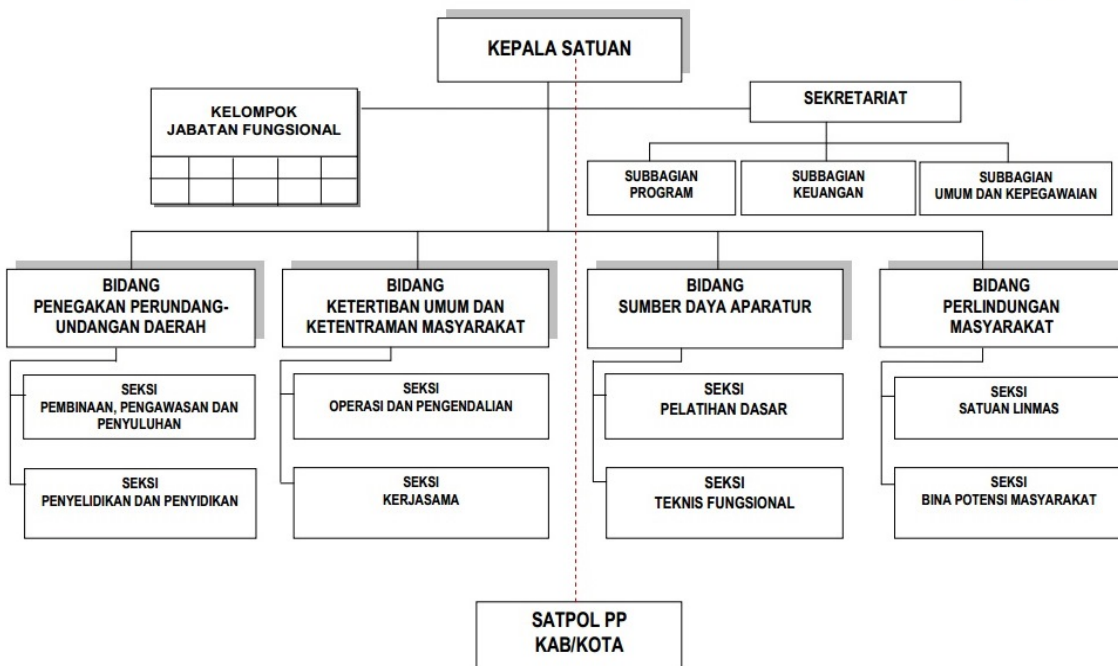 KEPALA SATUAN
KELOMPOK
JABATAN FUNGSIONAL
SEKRETARIAT
SUBBAGIAN
PROGRAM
SUBBAGIAN
KEUANGAN
SUBBAGIAN
UMUM DAN KEPEGAWAIAN
BIDANG
PENEGAKAN PERUNDANG-
UNDANGAN DAERAH
BIDANG
KETERTIBAN UMUM DAN
KETENTRAMAN MASYARAKAT
BIDANG
SUMBER DAYA APARATUR
BIDANG
PERLINDUNGAN
MASYARAKAT
SEKSI
PEMBINAAN, PENGAWASAN DAN
PENYULUHAN
SEKSI
OPERASI DAN PENGENDALIAN
SEKSI
PELATIHAN DASAR
SEKSI
SATUAN LINMAS
SEKSI
PENYELIDIKAN DAN PENYIDIKAN
SEKSI
KERJASAMA
SEKSI
TEKNIS FUNGSIONAL
SEKSI
BINA POTENSI MASYARAKAT
SATPOL PP
KAB/KOTA